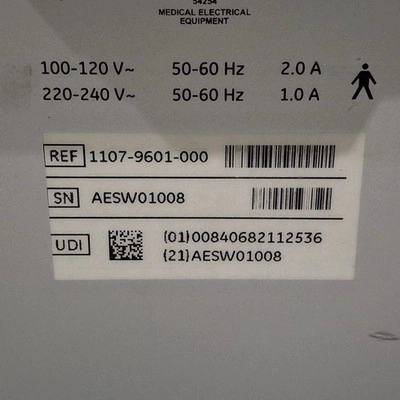 54254
MEDICAL ELECTRICAL
EQUIPMENT
100-120 V~ 50-60 Hz 2.0 A
220-240 V~ 50-60 Hz 1.0 A
REF 1107-9601-000
SN AESW01008
UDI (01)00840682112536
(21)AESW01008